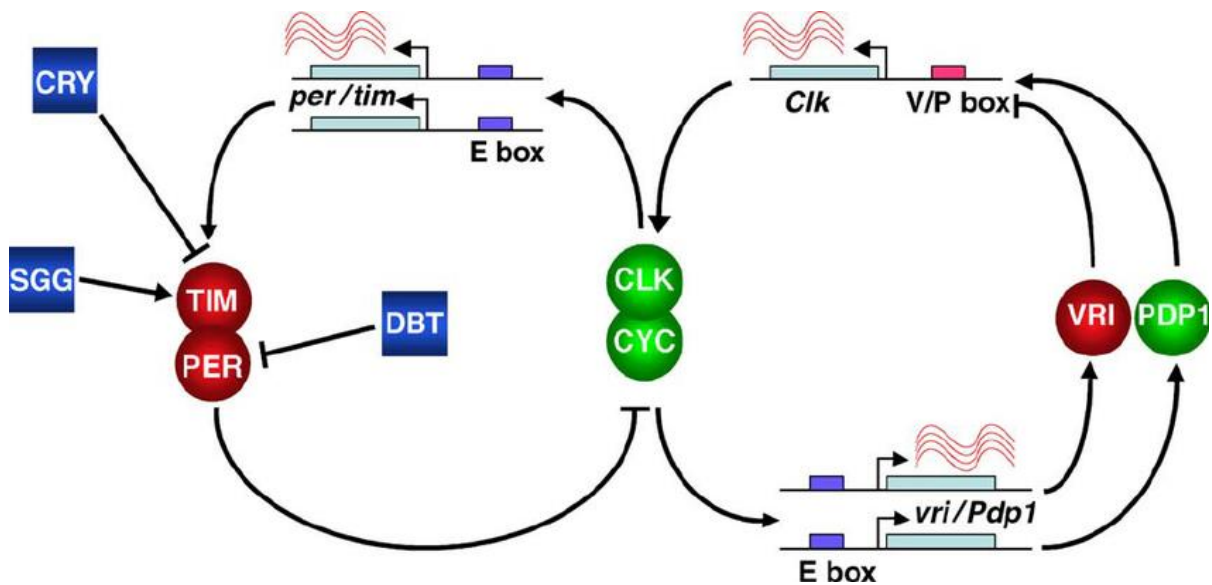 CRY
per/tim
E box
Clk
V/P box
SGG
TIM
PER
DBT
CLK
CYC
VRI
PDP1
vri/Pdp1
E box